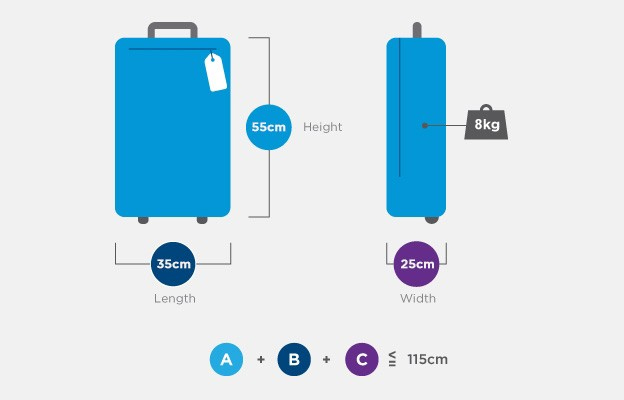 55cm Height
8kg
35cm
Length
25cm
Width
A + B + C ≦ 115cm